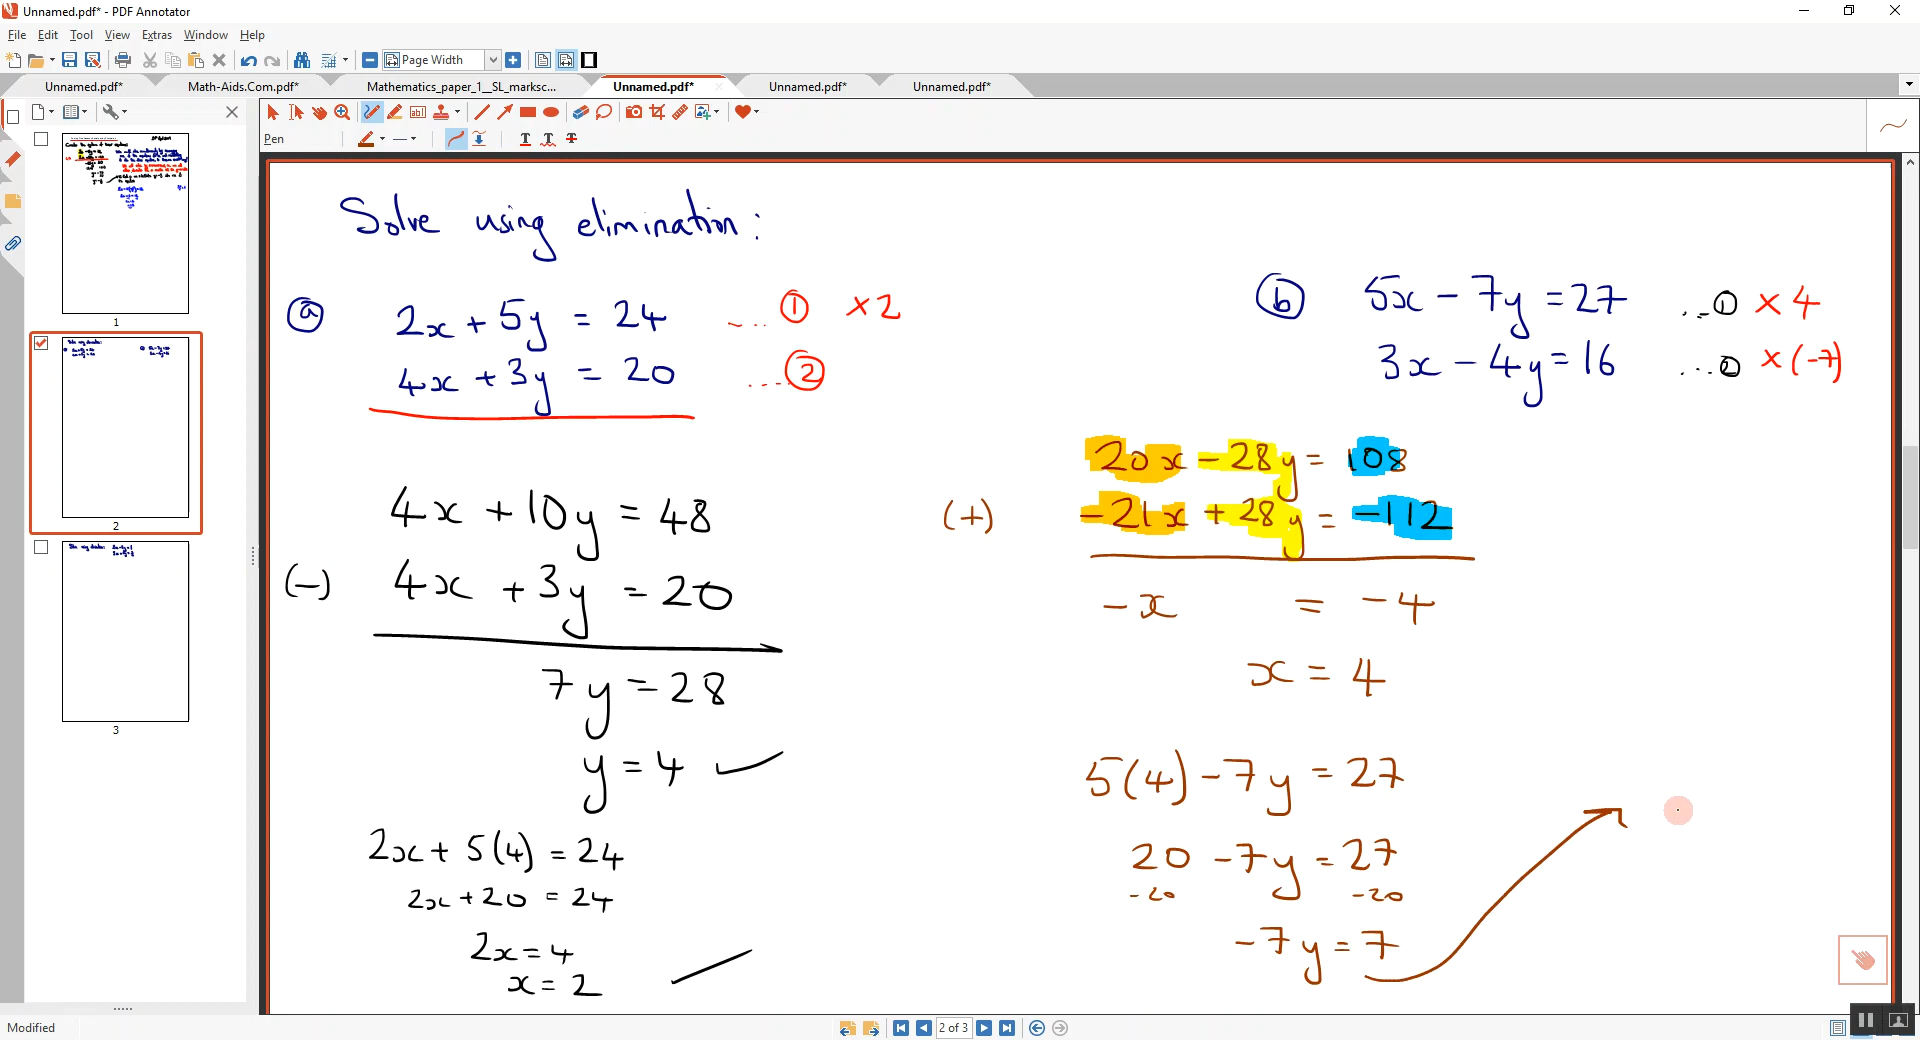 Unnamed.pdf* - PDF Annotator
File Edit Tool View Extras Window Help
Page Width
Unnamed.pdf* Math-Aids.Com.pdf* Mathematics_paper_1__SL_marksc... Unnamed.pdf* Unnamed.pdf* Unnamed.pdf*
Pen
1
2
3
Solve using elimination:
ⓐ 2x + 5y = 24 .... ① ×2
4x + 3y = 20 ..... ②
4x + 10y = 48
(−) 4x + 3y = 20
7y = 28
y = 4 ✓
2x + 5(4) = 24
2x + 20 = 24
2x = 4
x = 2
ⓑ 5x − 7y = 27 ...① × 4
3x − 4y = 16 ...② × (−7)
20x − 28y = 108
(+) −21x + 28y = −112
−x = −4
x = 4
5(4) − 7y = 27
20 − 7y = 27
−20 −20
−7y = 7
Modified
2 of 3